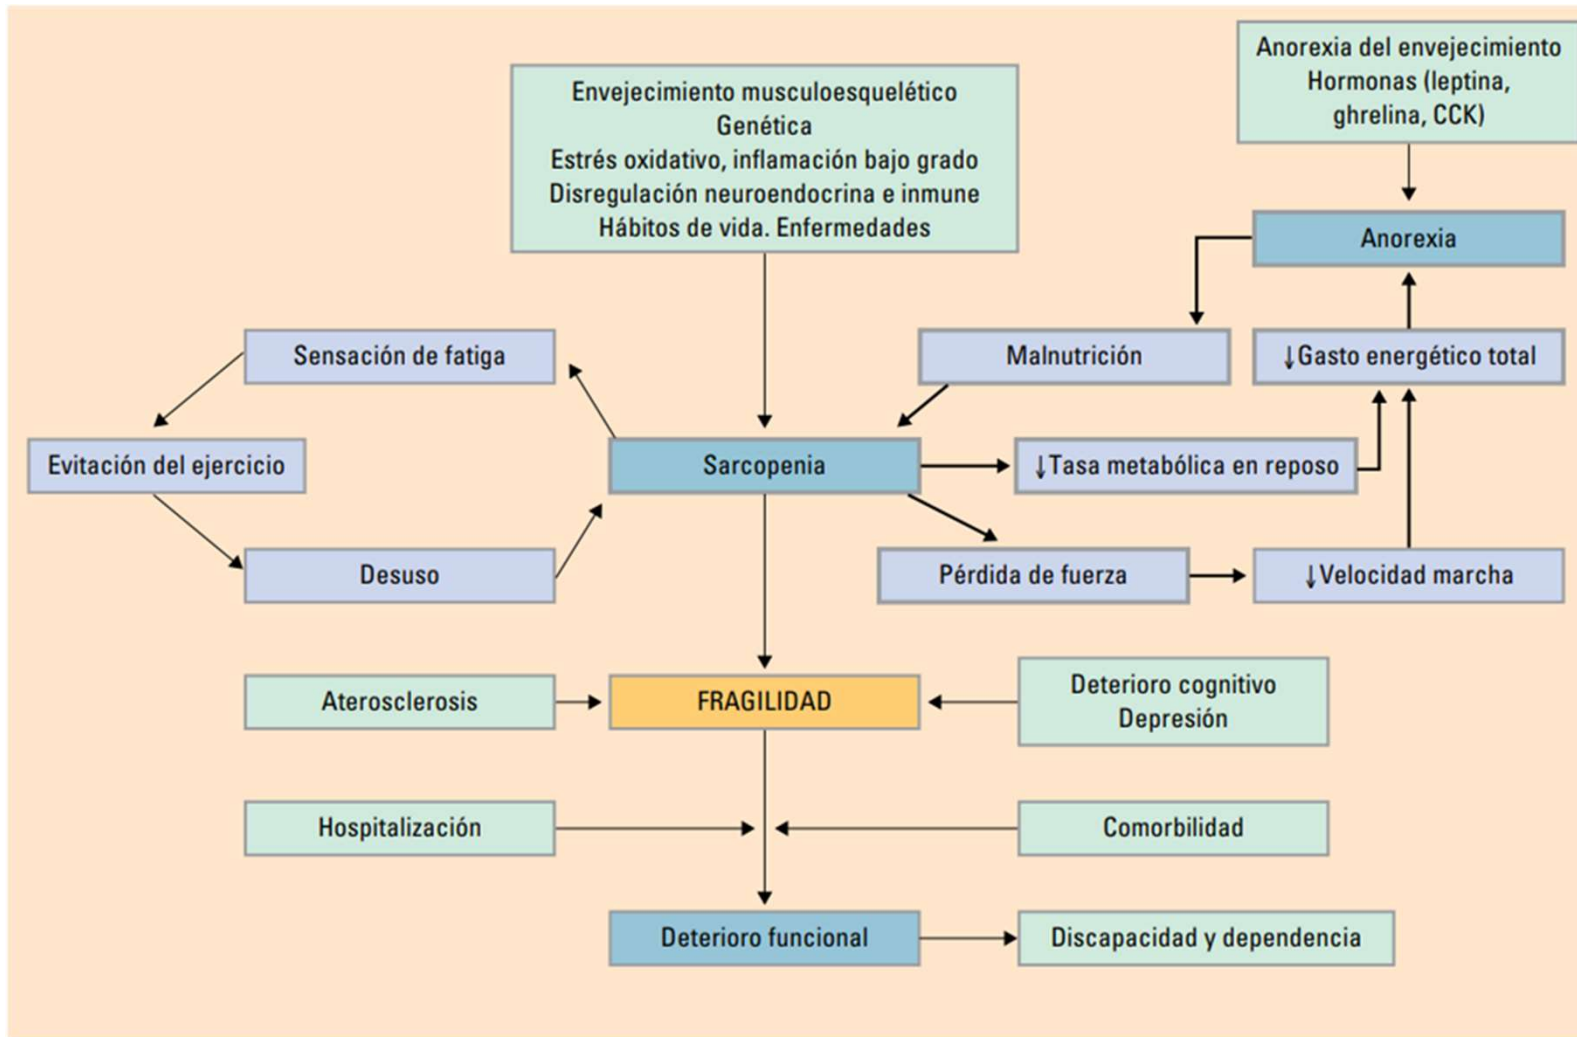 Anorexia del envejecimiento
Hormonas (leptina,
ghrelina, CCK)
Envejecimiento musculoesquelético
Genética
Estrés oxidativo, inflamación bajo grado
Disregulación neuroendocrina e inmune
Hábitos de vida. Enfermedades
Anorexia
Sensación de fatiga
Malnutrición
↓Gasto energético total
Evitación del ejercicio
Sarcopenia
↓Tasa metabólica en reposo
Desuso
Pérdida de fuerza
↓Velocidad marcha
Aterosclerosis
FRAGILIDAD
Deterioro cognitivo
Depresión
Hospitalización
Comorbilidad
Deterioro funcional
Discapacidad y dependencia